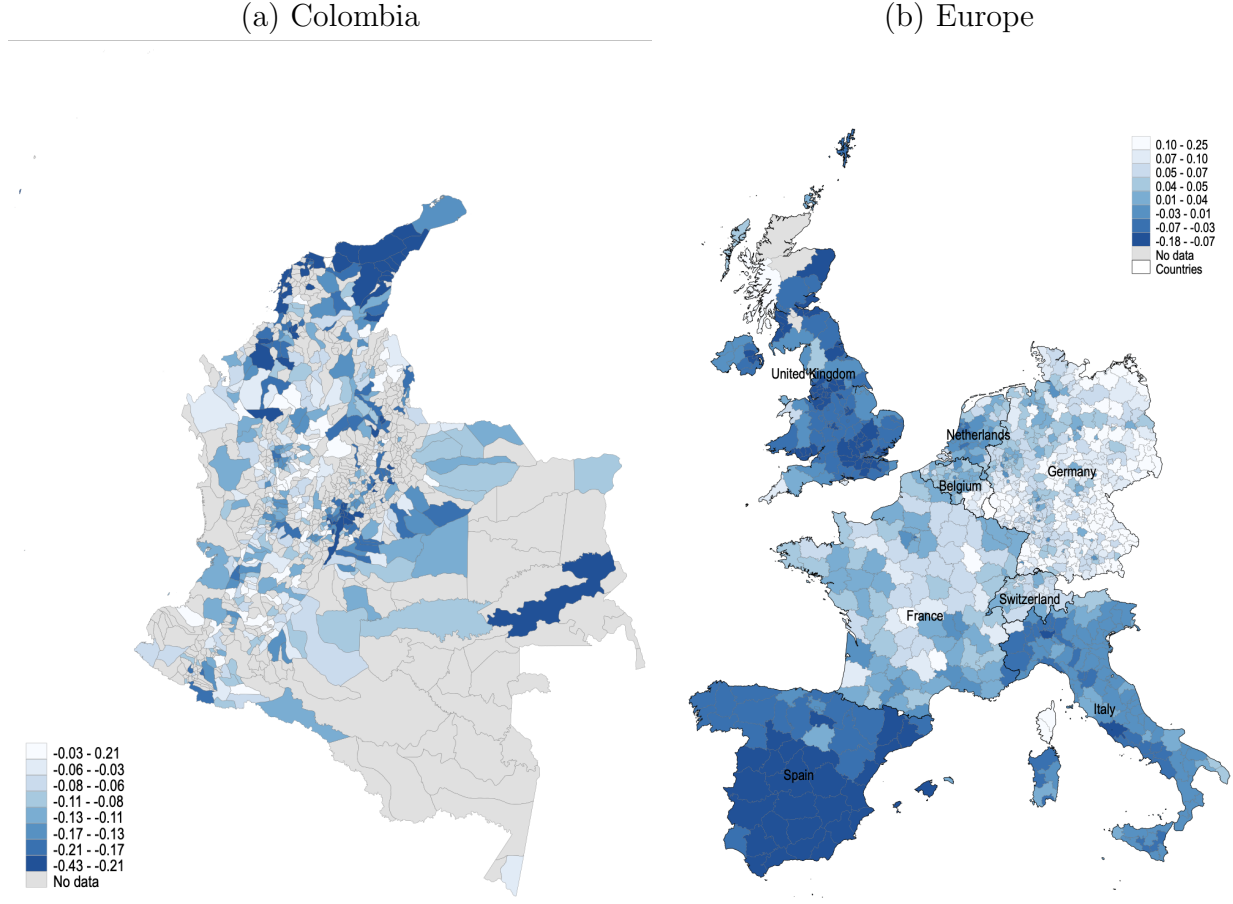 (a) Colombia
-0.03 - 0.21
-0.06 - -0.03
-0.08 - -0.06
-0.11 - -0.08
-0.13 - -0.11
-0.17 - -0.13
-0.21 - -0.17
-0.43 - -0.21
No data
(b) Europe
0.10 - 0.25
0.07 - 0.10
0.05 - 0.07
0.04 - 0.05
0.01 - 0.04
-0.03 - 0.01
-0.07 - -0.03
-0.18 - -0.07
No data
Countries
United Kingdom
Netherlands
Belgium
Germany
France
Switzerland
Italy
Spain